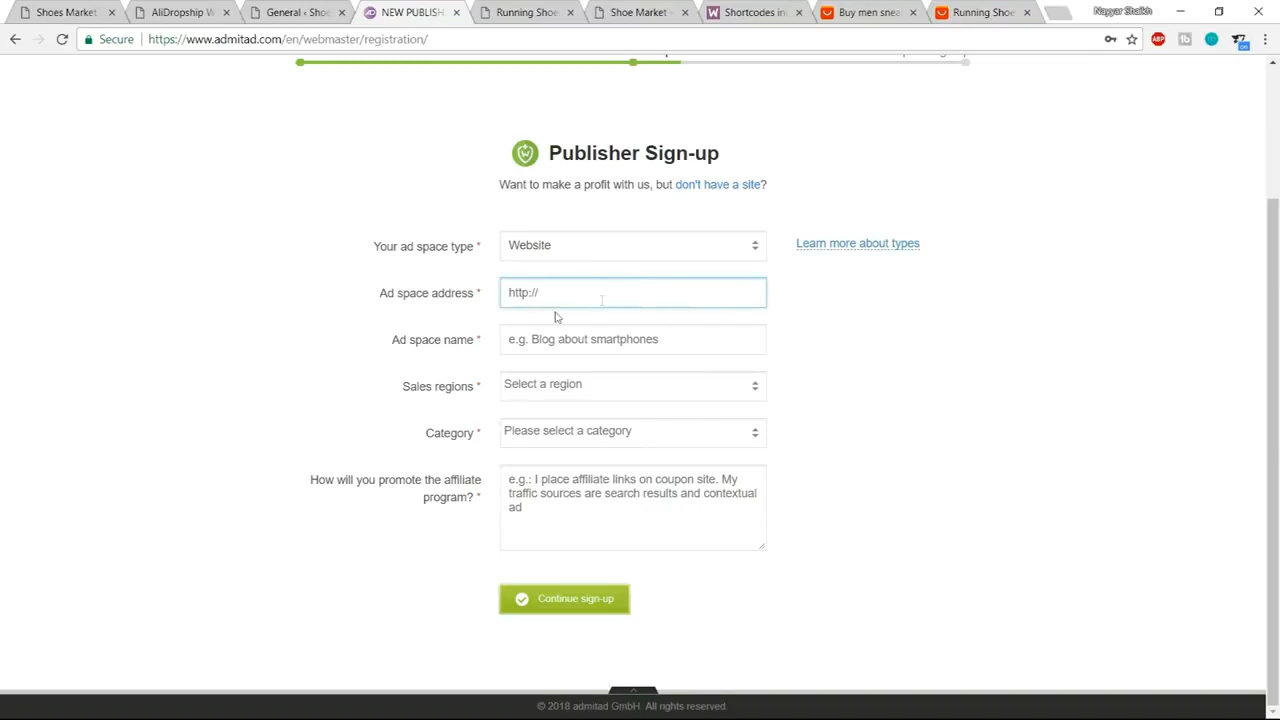 Shoes Market
AliDropship W
General ‹ Shoe
NEW PUBLISH
Running Shoe
Shoe Market –
Shortcodes in
Buy men snea
Running Shoe
Nayyar Shaikh
Secure
https://www.admitad.com/en/webmaster/registration/
ABP
on
Publisher Sign-up
Want to make a profit with us, but don't have a site?
Your ad space type *
Website
Learn more about types
Ad space address *
http://
Ad space name *
e.g. Blog about smartphones
Sales regions *
Select a region
Category *
Please select a category
How will you promote the affiliate
program? *
e.g.: I place affiliate links on coupon site. My
traffic sources are search results and contextual
ad
Continue sign-up
© 2018 admitad GmbH. All rights reserved.